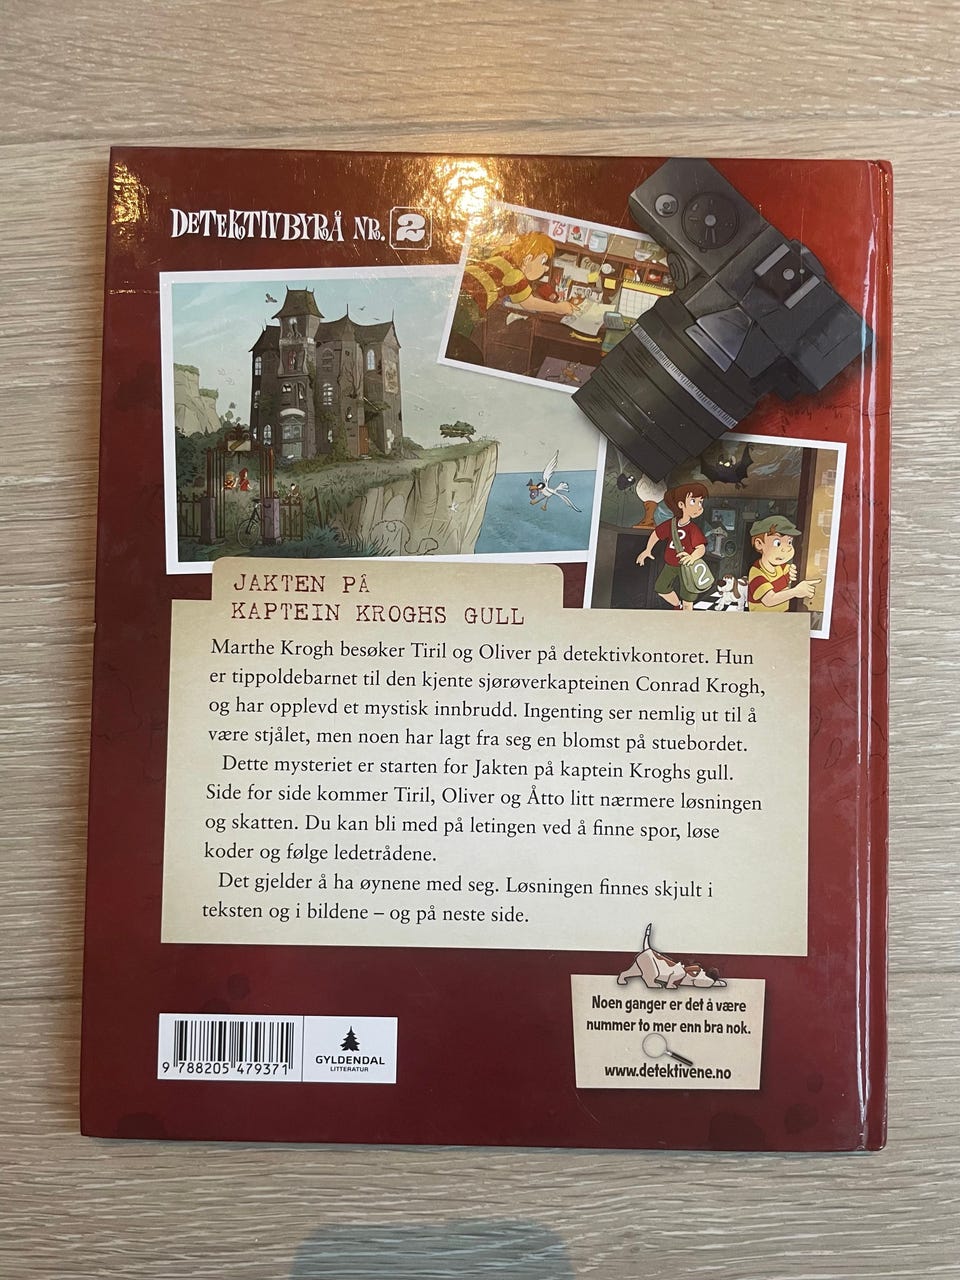 DETEKTIVBYRÅ NR. 2
JAKTEN PÅ
KAPTEIN KROGHS GULL
Marthe Krogh besøker Tiril og Oliver på detektivkontoret. Hun
er tippoldebarnet til den kjente sjørøverkapteinen Conrad Krogh,
og har opplevd et mystisk innbrudd. Ingenting ser nemlig ut til å
være stjålet, men noen har lagt fra seg en blomst på stuebordet.
Dette mysteriet er starten for Jakten på kaptein Kroghs gull.
Side for side kommer Tiril, Oliver og Åtto litt nærmere løsningen
og skatten. Du kan bli med på letingen ved å finne spor, løse
koder og følge ledetrådene.
Det gjelder å ha øynene med seg. Løsningen finnes skjult i
teksten og i bildene – og på neste side.
Noen ganger er det å være
nummer to mer enn bra nok.
www.detektivene.no
9 788205 479371
GYLDENDAL
LITTERATUR
2